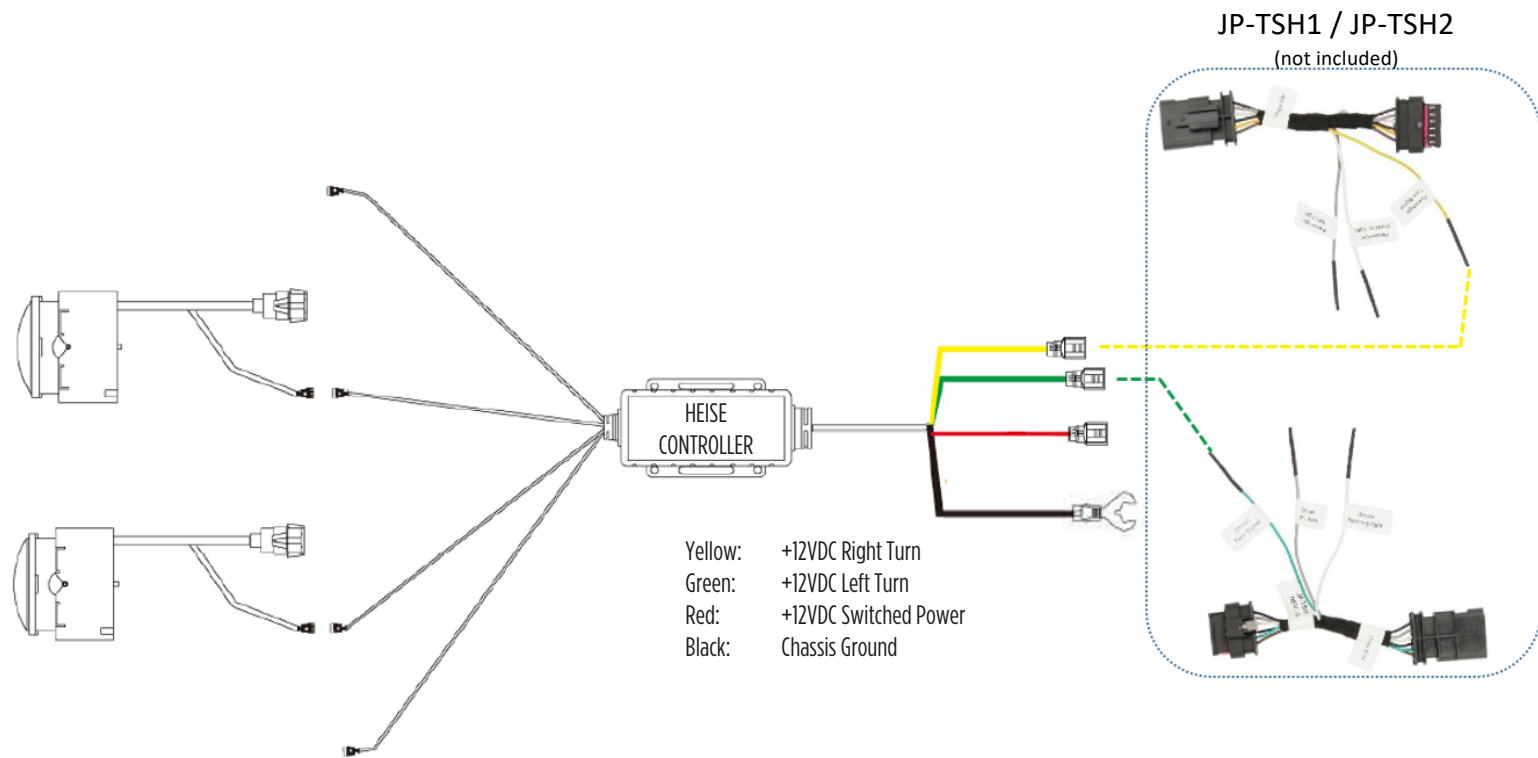 JP-TSH1 / JP-TSH2
(not included)
HEISE
CONTROLLER
Yellow: +12VDC Right Turn
Green: +12VDC Left Turn
Red: +12VDC Switched Power
Black: Chassis Ground